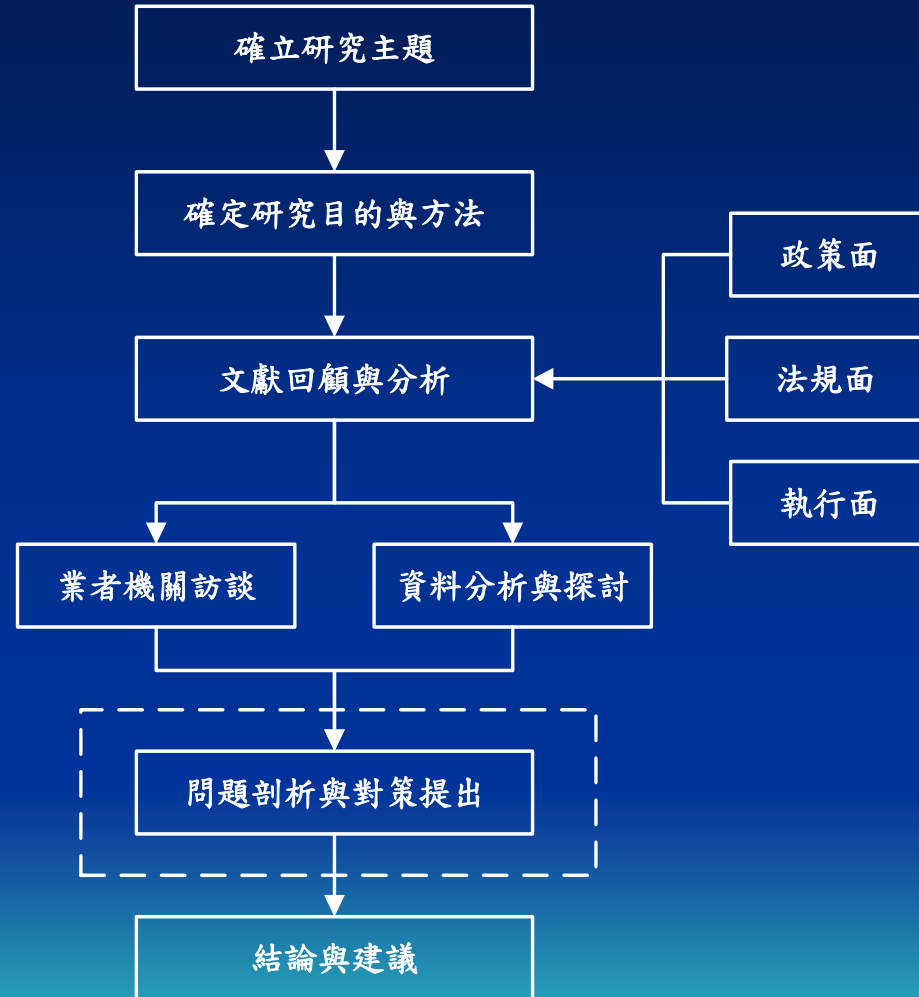 確立研究主題
確定研究目的與方法
政策面
文獻回顧與分析
法規面
執行面
業者機關訪談
資料分析與探討
問題剖析與對策提出
結論與建議